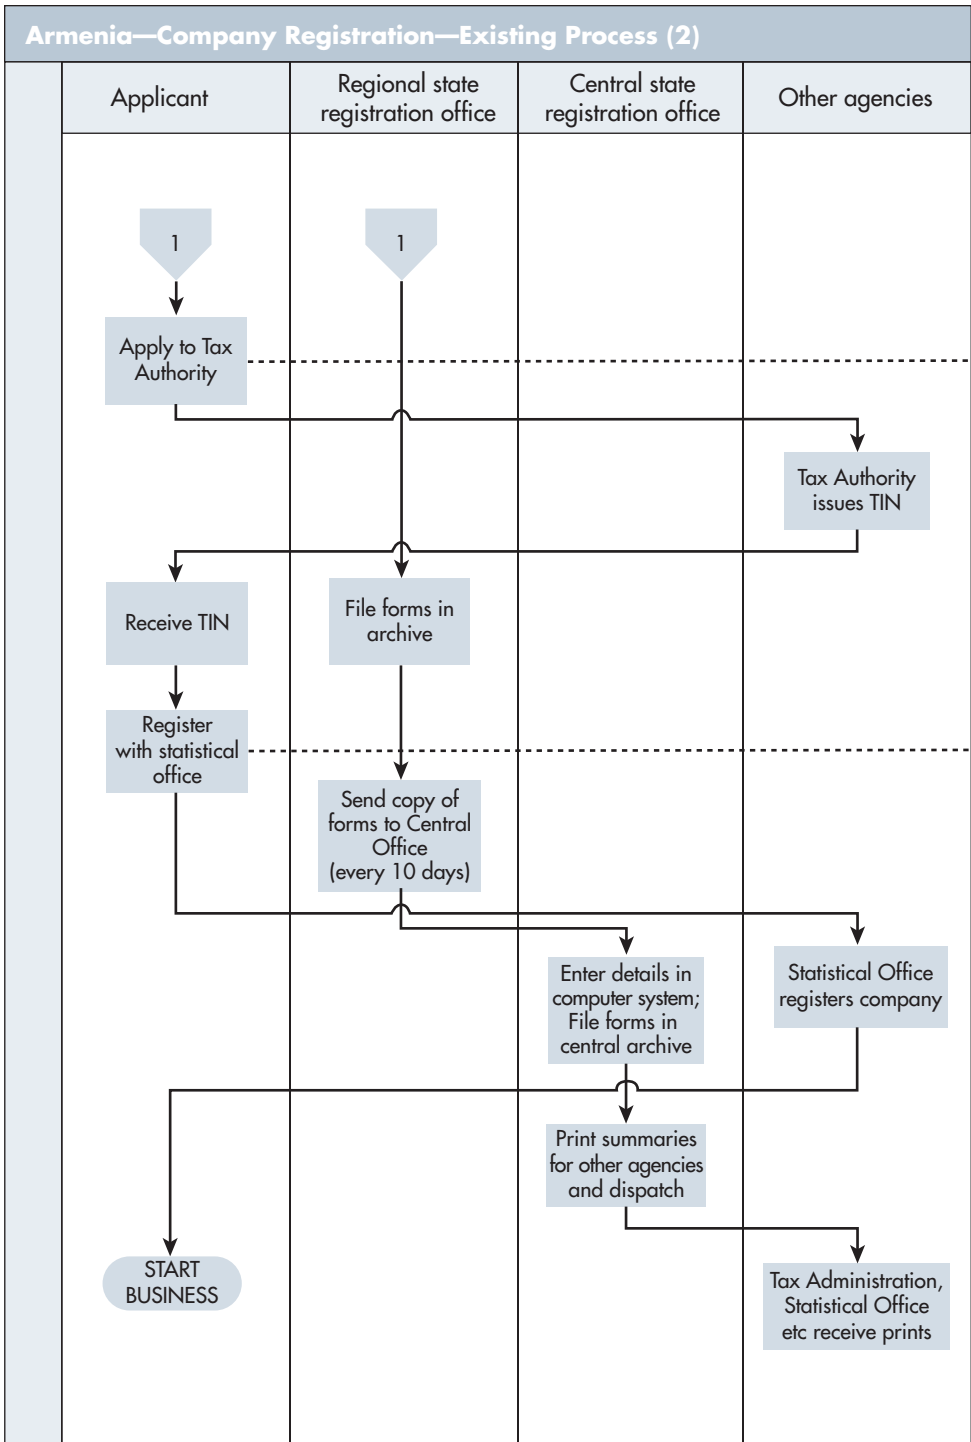 Armenia—Company Registration—Existing Process (2)
Applicant
Regional state
registration office
Central state
registration office
Other agencies
1
1
Apply to Tax
Authority
Tax Authority
issues TIN
Receive TIN
File forms in
archive
Register
with statistical
office
Send copy of
forms to Central
Office
(every 10 days)
Enter details in
computer system;
File forms in
central archive
Statistical Office
registers company
Print summaries
for other agencies
and dispatch
START
BUSINESS
Tax Administration,
Statistical Office
etc receive prints